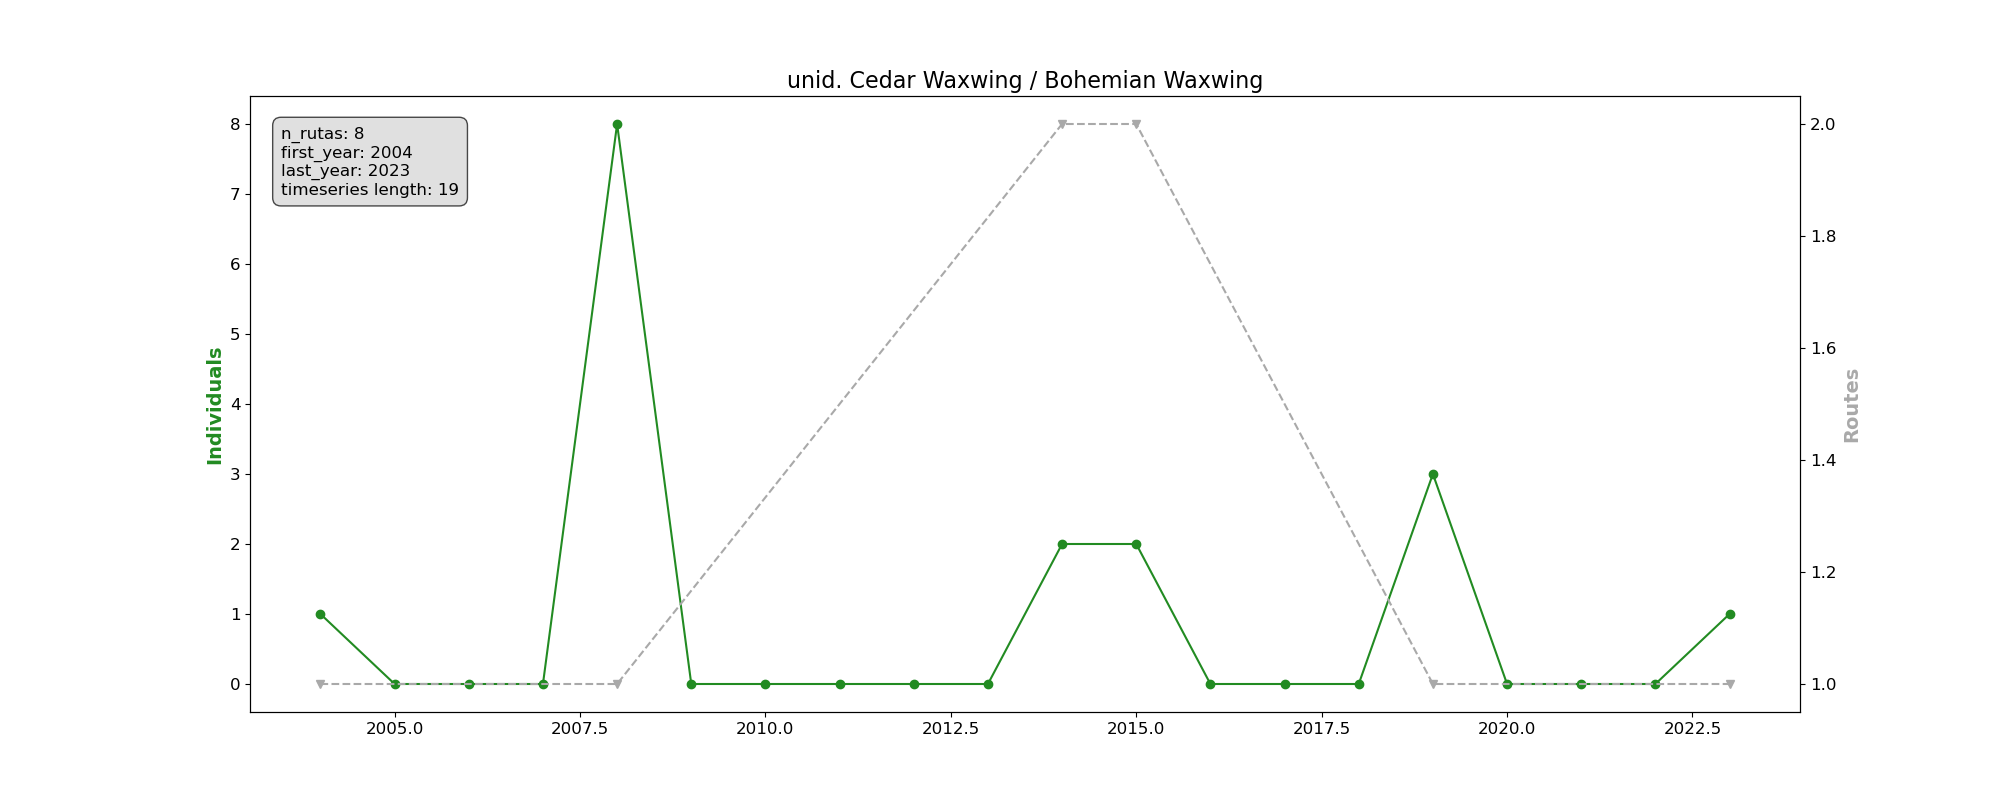 unid. Cedar Waxwing / Bohemian Waxwing
n_rutas: 8
first_year: 2004
last_year: 2023
timeseries length: 19
8
7
6
5
4
3
2
1
0
Individuals
2.0
1.8
1.6
1.4
1.2
1.0
Routes
2005.0 2007.5 2010.0 2012.5 2015.0 2017.5 2020.0 2022.5